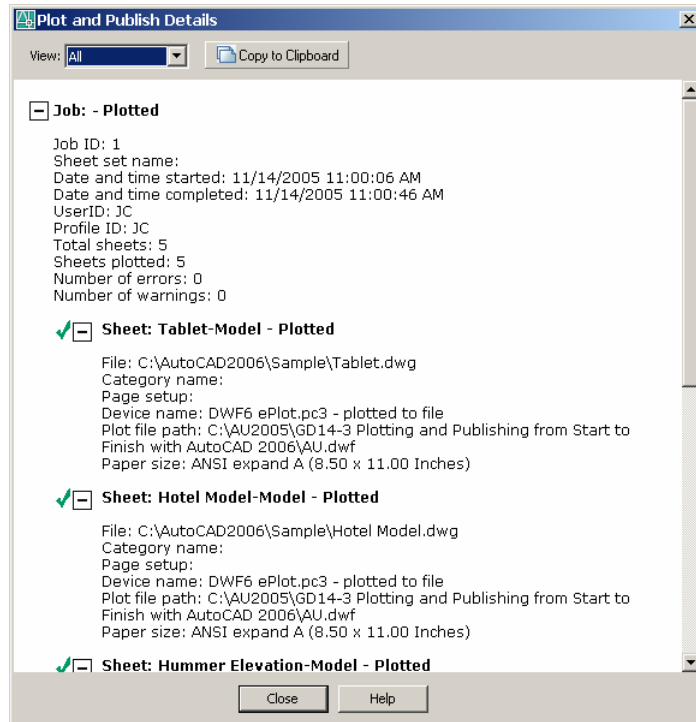 Plot and Publish Details
View: All Copy to Clipboard
Job: - Plotted
Job ID: 1
Sheet set name:
Date and time started: 11/14/2005 11:00:06 AM
Date and time completed: 11/14/2005 11:00:46 AM
UserID: JC
Profile ID: JC
Total sheets: 5
Sheets plotted: 5
Number of errors: 0
Number of warnings: 0
Sheet: Tablet-Model - Plotted
File: C:\AutoCAD2006\Sample\Tablet.dwg
Category name:
Page setup:
Device name: DWF6 ePlot.pc3 - plotted to file
Plot file path: C:\AU2005\GD14-3 Plotting and Publishing from Start to
Finish with AutoCAD 2006\AU.dwf
Paper size: ANSI expand A (8.50 x 11.00 Inches)
Sheet: Hotel Model-Model - Plotted
File: C:\AutoCAD2006\Sample\Hotel Model.dwg
Category name:
Page setup:
Device name: DWF6 ePlot.pc3 - plotted to file
Plot file path: C:\AU2005\GD14-3 Plotting and Publishing from Start to
Finish with AutoCAD 2006\AU.dwf
Paper size: ANSI expand A (8.50 x 11.00 Inches)
Sheet: Hummer Elevation-Model - Plotted
Close Help